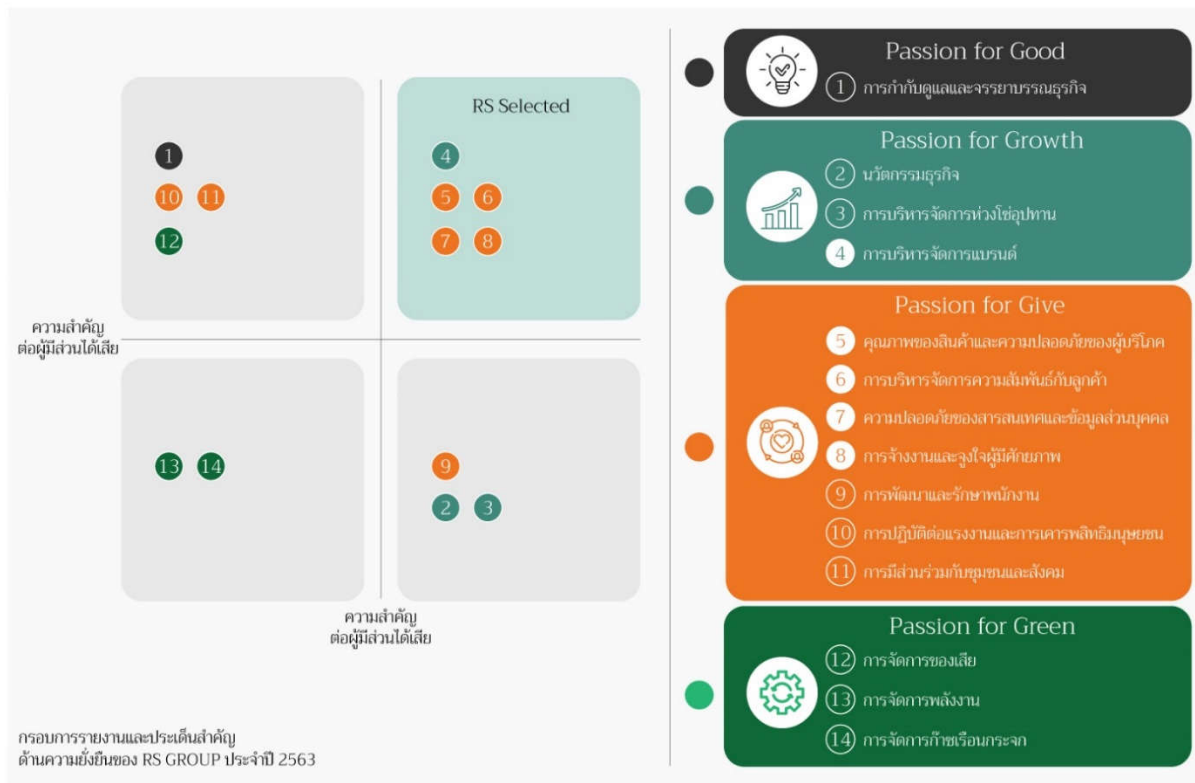 RS Selected
1
10 11
12
4
5 6
7 8
ความสำคัญ
ต่อผู้มีส่วนได้เสีย
13 14
9
2 3
ความสำคัญ
ต่อผู้มีส่วนได้เสีย
กรอบการรายงานและประเด็นสำคัญ
ด้านความยั่งยืนของ RS GROUP ประจำปี 2563
Passion for Good
1 การกำกับดูแลและจรรยาบรรณธุรกิจ
Passion for Growth
2 นวัตกรรมธุรกิจ
3 การบริหารจัดการห่วงโซ่อุปทาน
4 การบริหารจัดการแบรนด์
Passion for Give
5 คุณภาพของสินค้าและความปลอดภัยของผู้บริโภค
6 การบริหารจัดการความสัมพันธ์กับลูกค้า
7 ความปลอดภัยของสารสนเทศและข้อมูลส่วนบุคคล
8 การจ้างงานและจูงใจผู้มีศักยภาพ
9 การพัฒนาและรักษาพนักงาน
10 การปฏิบัติต่อแรงงานและการเคารพสิทธิมนุษยชน
11 การมีส่วนร่วมกับชุมชนและสังคม
Passion for Green
12 การจัดการของเสีย
13 การจัดการพลังงาน
14 การจัดการก๊าซเรือนกระจก